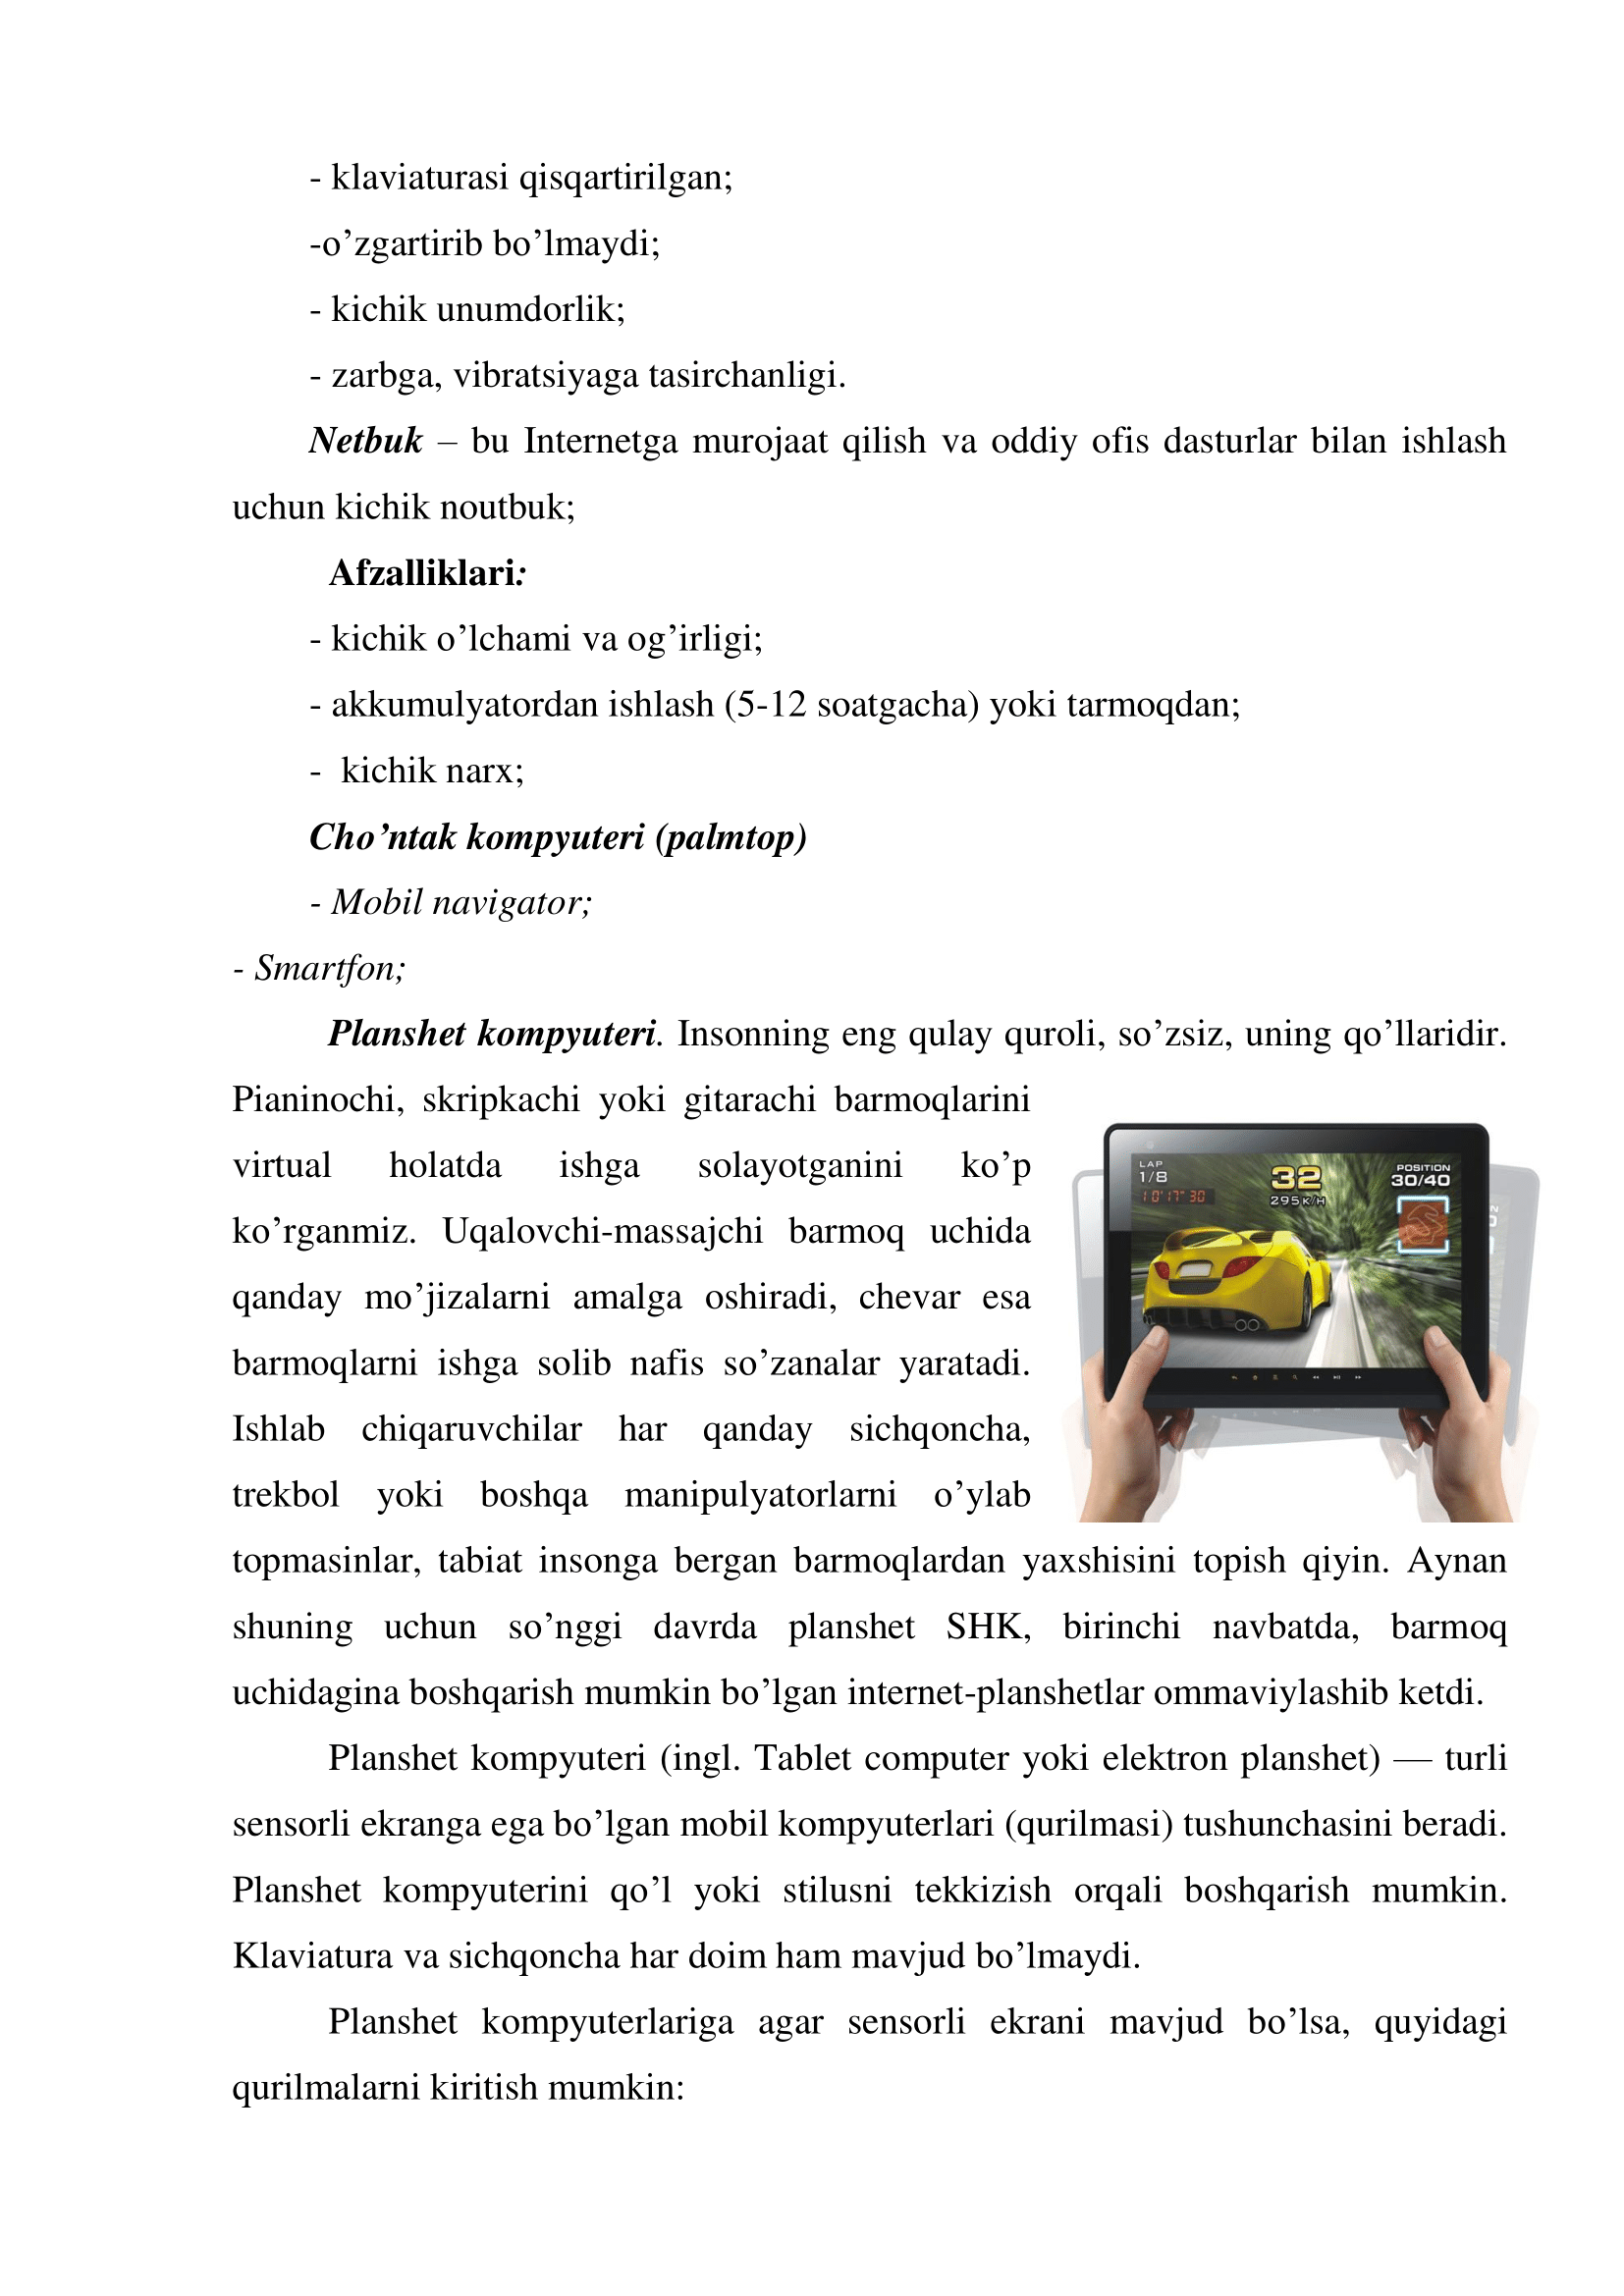 - klaviaturasi qisqartirilgan;
-o’zgartirib bo’lmaydi;
- kichik unumdorlik;
- zarbga, vibratsiyaga tasirchanligi.
Netbuk – bu Internetga murojaat qilish va oddiy ofis dasturlar bilan ishlash
uchun kichik noutbuk;
Afzalliklari:
- kichik o’lchami va og’irligi;
- akkumulyatordan ishlash (5-12 soatgacha) yoki tarmoqdan;
- kichik narx;
Cho’ntak kompyuteri (palmtop)
- Mobil navigator;
- Smartfon;
Planshet kompyuteri. Insonning eng qulay quroli, so’zsiz, uning qo’llaridir.
Pianinochi, skripkachi yoki gitarachi barmoqlarini
virtual holatda ishga solayotganini ko’p
ko’rganmiz. Uqalovchi-massajchi barmoq uchida
qanday mo’jizalarni amalga oshiradi, chevar esa
barmoqlarni ishga solib nafis so’zanalar yaratadi.
Ishlab chiqaruvchilar har qanday sichqoncha,
trekbol yoki boshqa manipulyatorlarni o’ylab
LAP
1/8
10'17"30
32
295K/H
POSITION
30/40
topmasinlar, tabiat insonga bergan barmoqlardan yaxshisini topish qiyin. Aynan
shuning uchun so’nggi davrda planshet SHK, birinchi navbatda, barmoq
uchidagina boshqarish mumkin bo’lgan internet-planshetlar ommaviylashib ketdi.
Planshet kompyuteri (ingl. Tablet computer yoki elektron planshet) — turli
sensorli ekranga ega bo’lgan mobil kompyuterlari (qurilmasi) tushunchasini beradi.
Planshet kompyuterini qo’l yoki stilusni tekkizish orqali boshqarish mumkin.
Klaviatura va sichqoncha har doim ham mavjud bo’lmaydi.
Planshet kompyuterlariga agar sensorli ekrani mavjud bo’lsa, quyidagi
qurilmalarni kiritish mumkin: